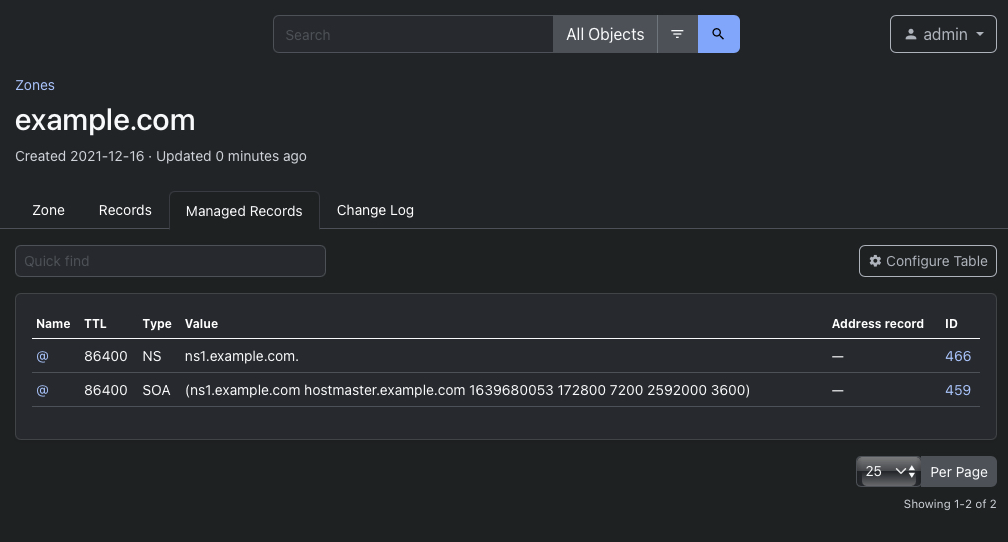 Search All Objects admin
Zones
example.com
Created 2021-12-16 · Updated 0 minutes ago
Zone Records Managed Records Change Log
Quick find Configure Table
Name TTL Type Value Address record ID
@ 86400 NS ns1.example.com. — 466
@ 86400 SOA (ns1.example.com hostmaster.example.com 1639680053 172800 7200 2592000 3600) — 459
25 Per Page
Showing 1-2 of 2